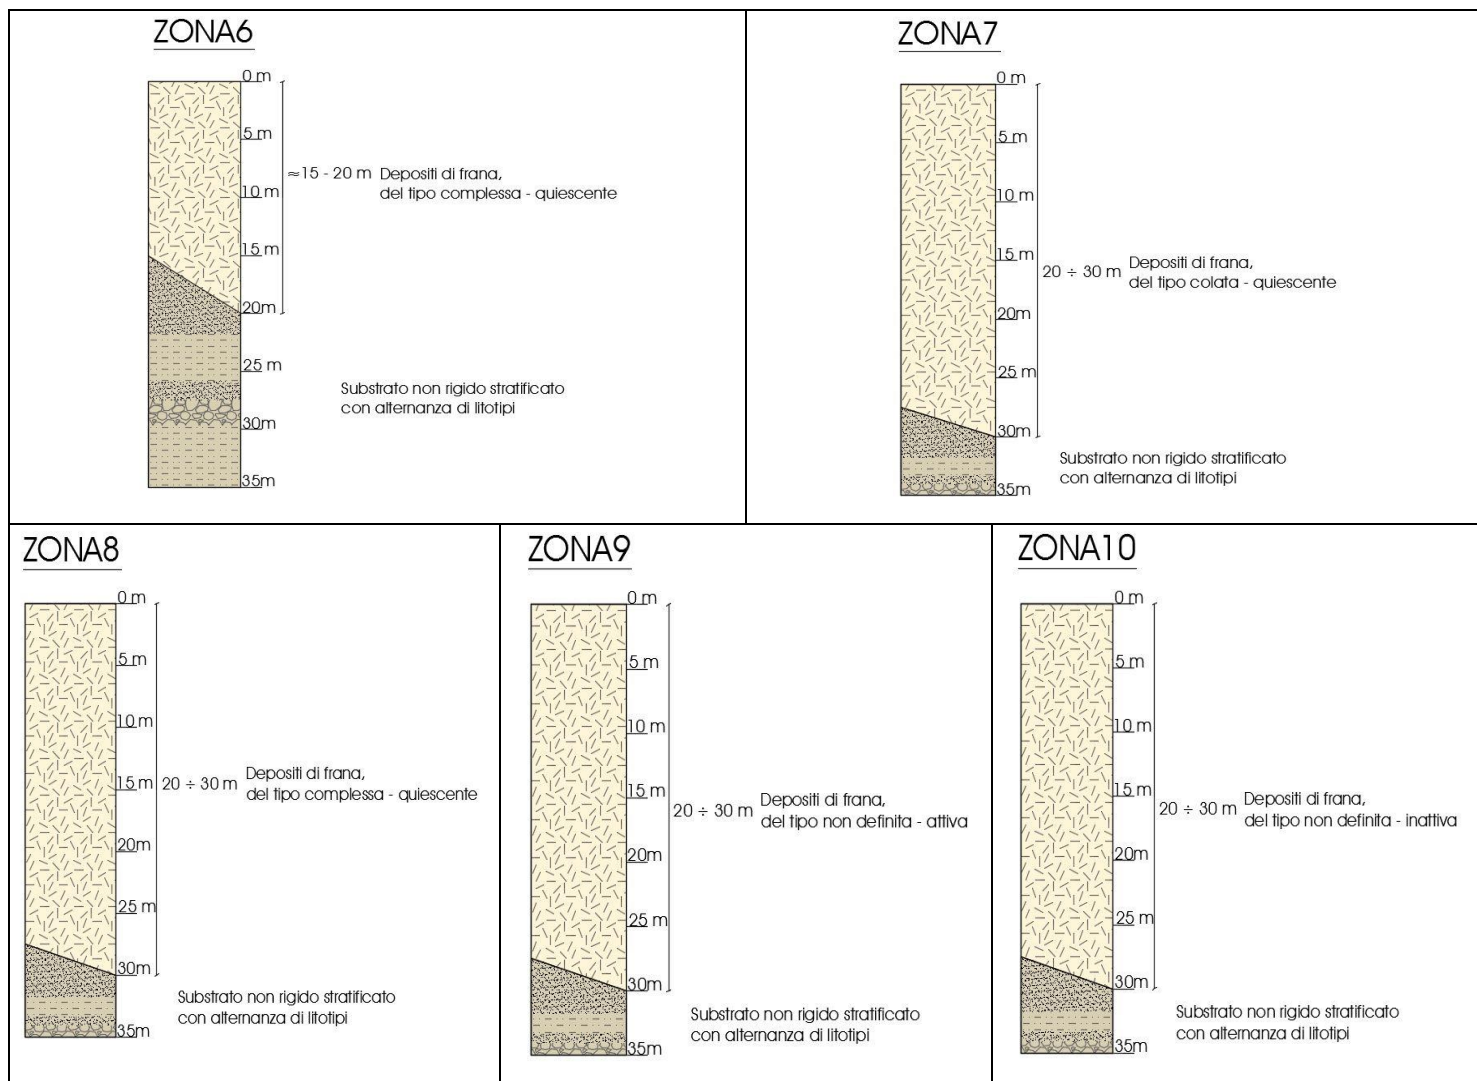 ZONA6
0 m
5 m
≈15 - 20 m Depositi di frana,
del tipo complessa - quiescente
10 m
15 m
20m
25 m
Substrato non rigido stratificato
con alternanza di litotipi
30m
35m
ZONA7
0 m
5 m
10 m
15 m
20 ÷ 30 m Depositi di frana,
del tipo colata - quiescente
20m
25 m
30m
Substrato non rigido stratificato
con alternanza di litotipi
35m
ZONA8
0 m
5 m
10 m
15 m
20 ÷ 30 m Depositi di frana,
del tipo complessa - quiescente
20m
25 m
30m
Substrato non rigido stratificato
con alternanza di litotipi
35m
ZONA9
0 m
5 m
10 m
15 m
20 ÷ 30 m Depositi di frana,
del tipo non definita - attiva
20m
25 m
30m
Substrato non rigido stratificato
con alternanza di litotipi
35m
ZONA10
0 m
5 m
10 m
15 m
20 ÷ 30 m Depositi di frana,
del tipo non definita - inattiva
20m
25 m
30m
Substrato non rigido stratificato
con alternanza di litotipi
35m